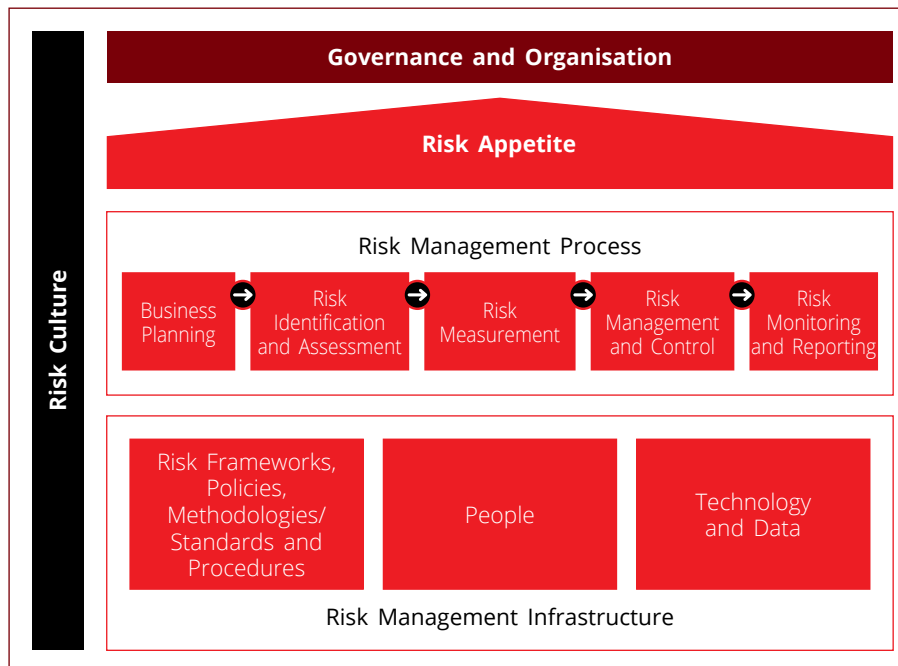 Governance and Organisation
Risk Appetite
Risk Culture
Risk Management Process
Business
Planning
Risk
Identification
and Assessment
Risk
Measurement
Risk
Management
and Control
Risk
Monitoring
and Reporting
Risk Frameworks,
Policies,
Methodologies/
Standards and
Procedures
People
Technology
and Data
Risk Management Infrastructure